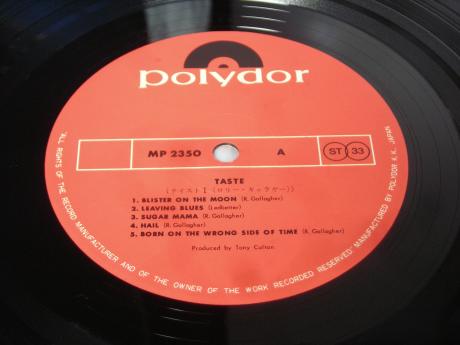 polydor
MP 2350 A ST 33
TASTE
(テイストI《ロリー・ギャラガー》)
1. BLISTER ON THE MOON (R. Gallagher)
2. LEAVING BLUES (Ledbetter)
3. SUGAR MAMA (R. Gallagher)
4. HAIL (R. Gallagher)
5. BORN ON THE WRONG SIDE OF TIME (R. Gallagher)
Produced by Tony Colton
"ALL RIGHTS OF THE RECORD MANUFACTURER AND OF THE OWNER OF THE WORK RECORDED RESERVED" MANUFACTURED BY POLYDOR K.K. JAPAN